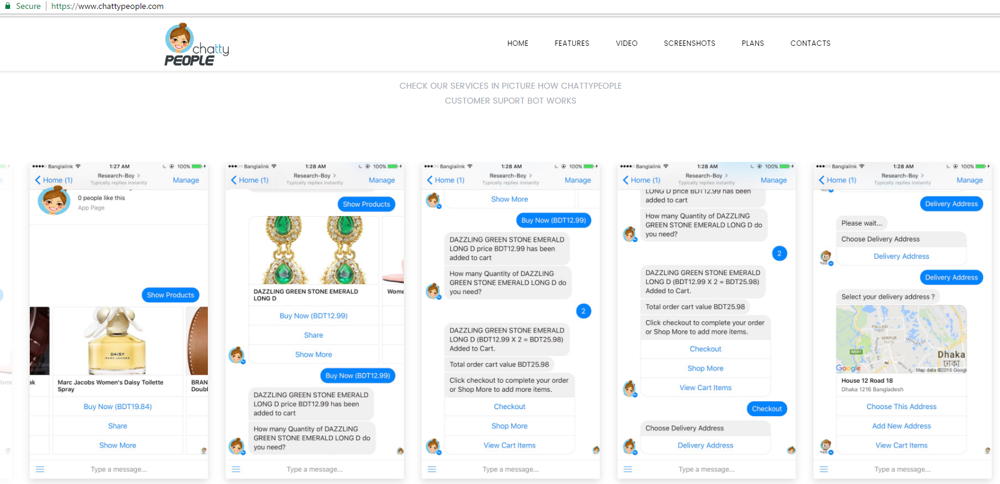 Secure https://www.chattypeople.com
chatty
PEOPLE
HOME FEATURES VIDEO SCREENSHOTS PLANS CONTACTS
CHECK OUR SERVICES IN PICTURE HOW CHATTYPEOPLE
CUSTOMER SUPORT BOT WORKS
Banglalink 1:27 AM 100%
Home (1) Research-Boy Manage
Typically replies instantly
0 people like this
App Page
Show Products
DAISY
MARC JACOBS
ak
Marc Jacobs Women's Daisy Toilette
Spray
BRAN
Doubl
Buy Now (BDT19.84)
Share
Show More
Type a message...
Banglalink 1:28 AM 100%
Home (1) Research-Boy Manage
Typically replies instantly
Show Products
DAZZLING GREEN STONE EMERALD
LONG D
Wome
Buy Now (BDT12.99)
Share
Show More
Buy Now (BDT12.99)
DAZZLING GREEN STONE EMERALD
LONG D price BDT12.99 has been
added to cart
How many Quantity of DAZZLING
GREEN STONE EMERALD LONG D do
you need?
Type a message...
Banglalink 1:28 AM 100%
Home (1) Research-Boy Manage
Typically replies instantly
Show More
Buy Now (BDT12.99)
DAZZLING GREEN STONE EMERALD
LONG D price BDT12.99 has been
added to cart
How many Quantity of DAZZLING
GREEN STONE EMERALD LONG D do
you need?
2
DAZZLING GREEN STONE EMERALD
LONG D (BDT12.99 X 2 = BDT25.98)
Added to Cart.
Total order cart value BDT25.98
Click checkout to complete your order
or Shop More to add more items.
Checkout
Shop More
View Cart Items
Type a message...
Banglalink 1:28 AM 100%
Home (1) Research-Boy Manage
Typically replies instantly
LONG D price BDT12.99 has been
added to cart
How many Quantity of DAZZLING
GREEN STONE EMERALD LONG D do
you need?
2
DAZZLING GREEN STONE EMERALD
LONG D (BDT12.99 X 2 = BDT25.98)
Added to Cart.
Total order cart value BDT25.98
Click checkout to complete your order
or Shop More to add more items.
Checkout
Shop More
View Cart Items
Checkout
Choose Delivery Address
Delivery Address
Type a message...
Banglalink 1:28 AM 100%
Home (1) Research-Boy Manage
Typically replies instantly
Delivery Address
Please wait...
Choose Delivery Address
Delivery Address
Delivery Address
Select your delivery address ?
PALLABI
MIRPUR
N501
Dhaka
ঢাকা
Google Map data ©2016 Googl
House 12 Road 18
Dhaka 1216 Bangladesh
Choose This Address
Add New Address
View Cart Items
Type a message...